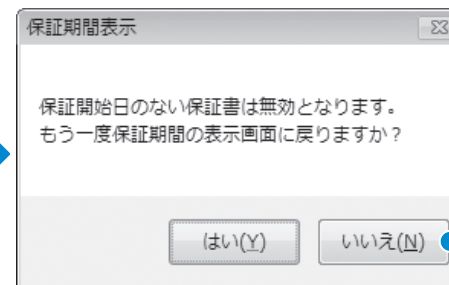 保証期間表示
保証開始日のない保証書は無効となります。
もう一度保証期間の表示画面に戻りますか？
はい(Y)
いいえ(N)